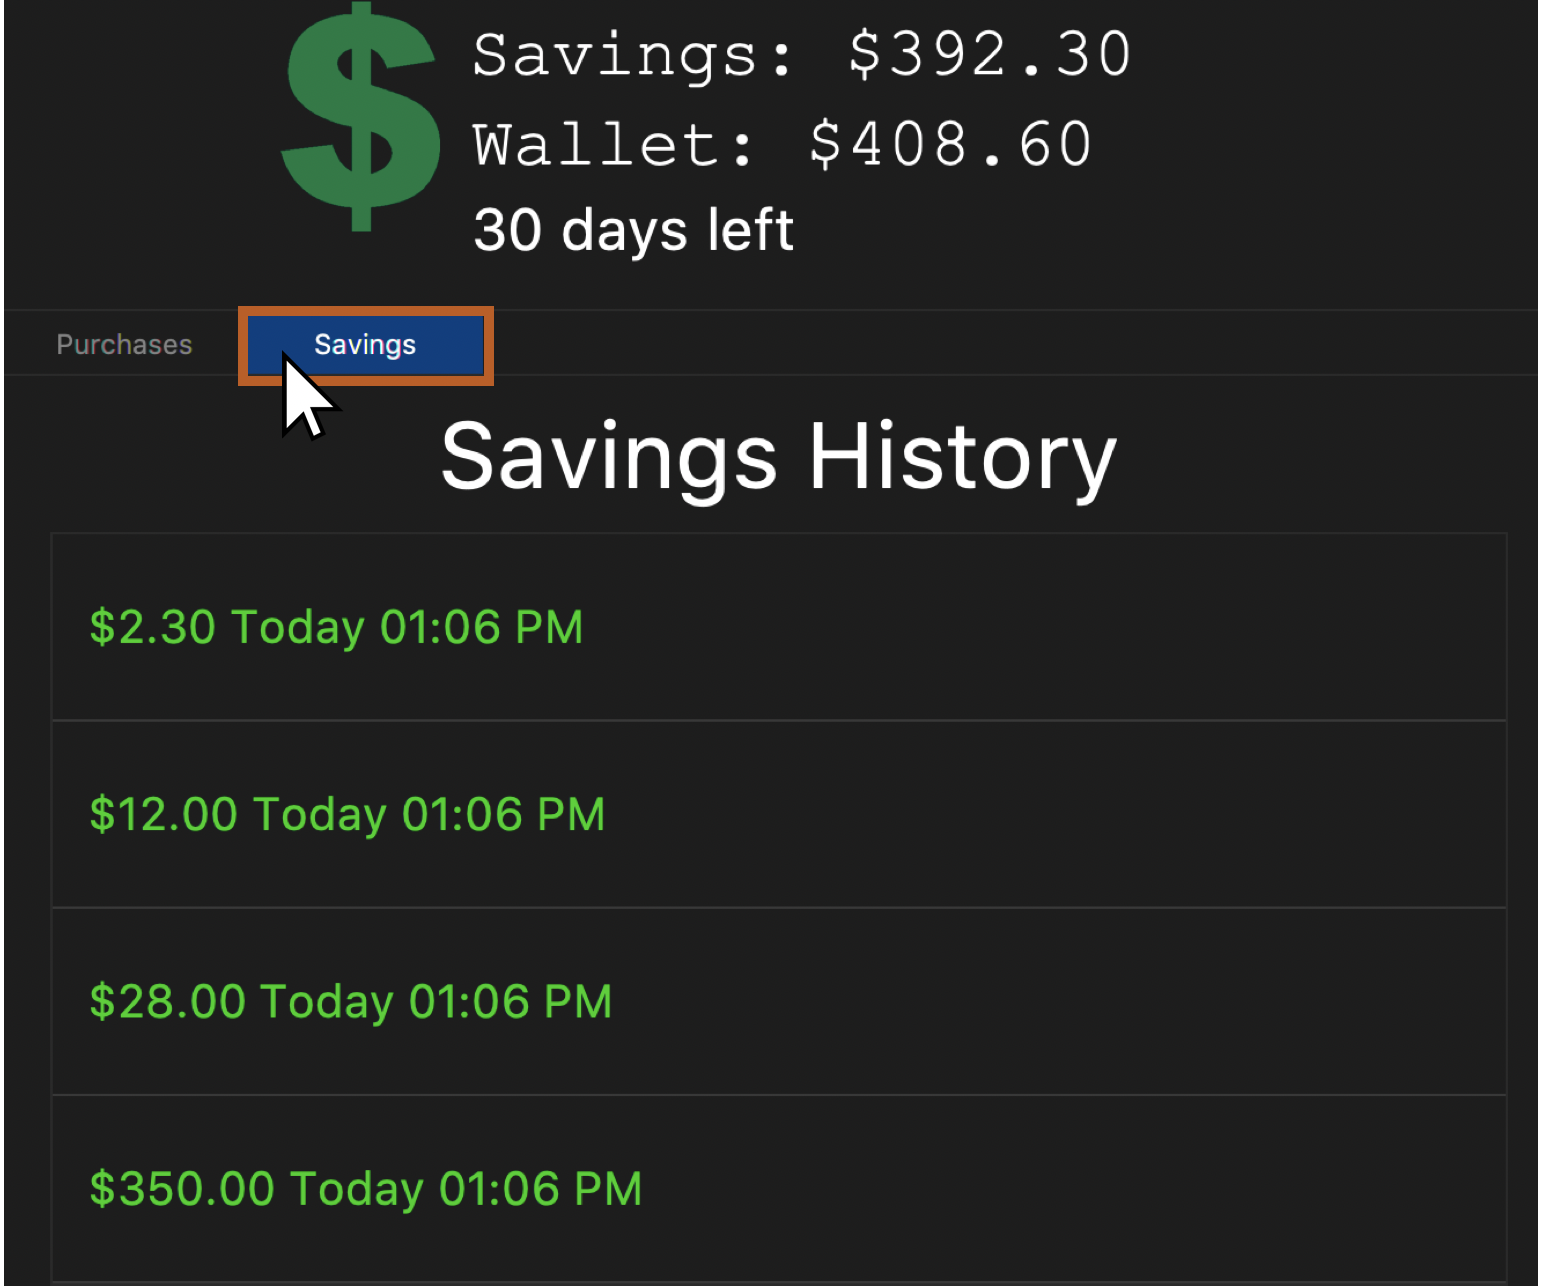 $
Savings: $392.30
Wallet: $408.60
30 days left
Purchases
Savings
Savings History
$2.30 Today 01:06 PM
$12.00 Today 01:06 PM
$28.00 Today 01:06 PM
$350.00 Today 01:06 PM